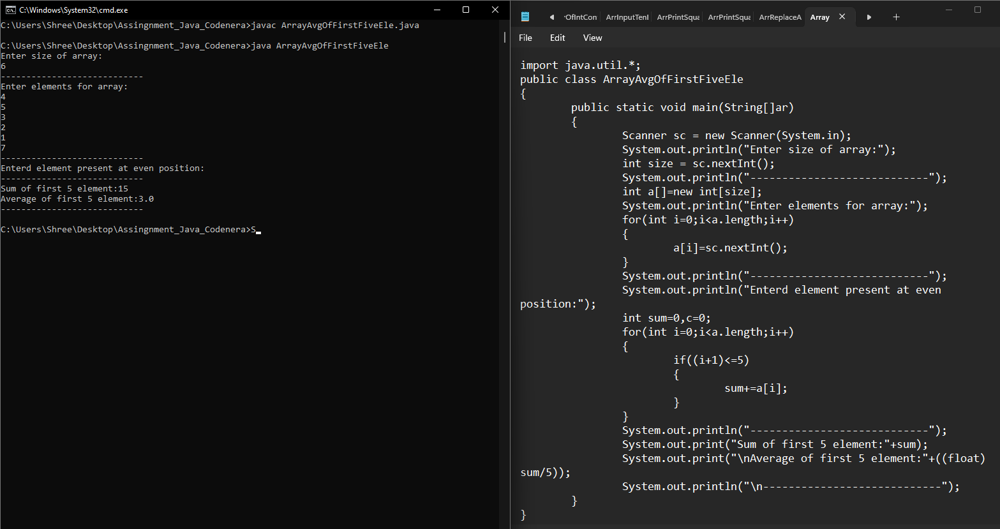 C:\Windows\System32\cmd.exe
C:\Users\Shree\Desktop\Assingnment_Java_Codenera>javac ArrayAvgOfFirstFiveEle.java
C:\Users\Shree\Desktop\Assingnment_Java_Codenera>java ArrayAvgOfFirstFiveEle
Enter size of array:
6
----------------------------
Enter elements for array:
4
5
3
2
1
7
----------------------------
Enterd element present at even position:
----------------------------
Sum of first 5 element:15
Average of first 5 element:3.0
----------------------------
C:\Users\Shree\Desktop\Assingnment_Java_Codenera>S
OfIntCon ArrInputTenI ArrPrintSqua ArrPrintSqua ArrReplaceA Array
File Edit View
import java.util.*;
public class ArrayAvgOfFirstFiveEle
{
public static void main(String[]ar)
{
Scanner sc = new Scanner(System.in);
System.out.println("Enter size of array:");
int size = sc.nextInt();
System.out.println("----------------------------");
int a[]=new int[size];
System.out.println("Enter elements for array:");
for(int i=0;i<a.length;i++)
{
a[i]=sc.nextInt();
}
System.out.println("----------------------------");
System.out.println("Enterd element present at even
position:");
int sum=0,c=0;
for(int i=0;i<a.length;i++)
{
if((i+1)<=5)
{
sum+=a[i];
}
}
System.out.println("----------------------------");
System.out.print("Sum of first 5 element:"+sum);
System.out.print("\nAverage of first 5 element:"+((float)
sum/5));
System.out.println("\n----------------------------");
}
}